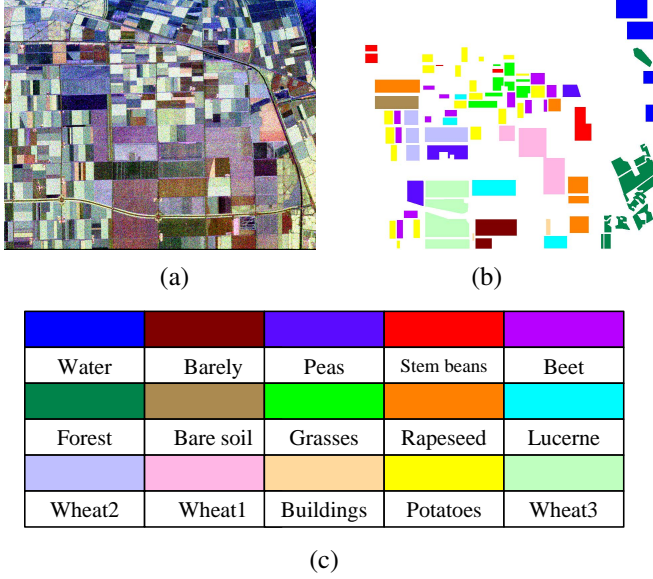 (a) (b)
Water Barely Peas Stem beans Beet
Forest Bare soil Grasses Rapeseed Lucerne
Wheat2 Wheat1 Buildings Potatoes Wheat3
(c)